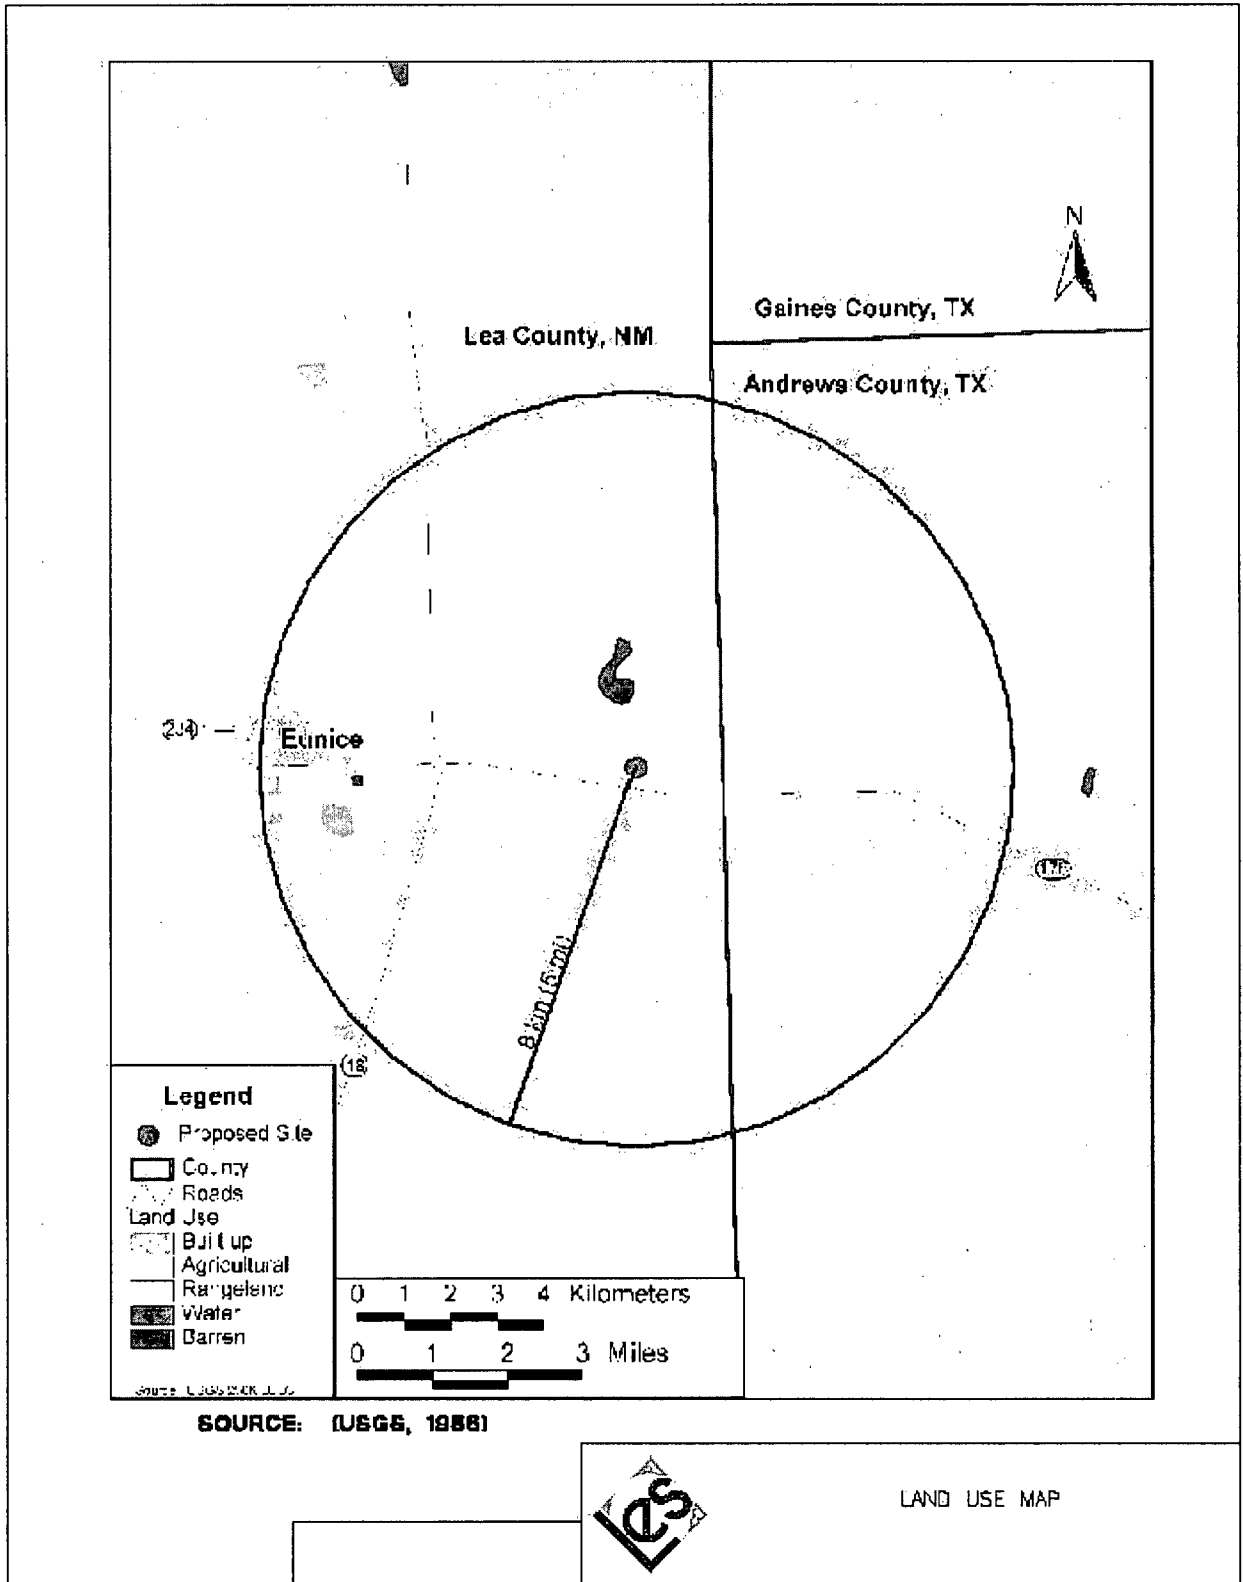 N
Gaines County, TX
Lea County, NM
Andrews County, TX
Eunice
8 km (5 mi)
18
Legend
Proposed Site
County
Roads
Land Use
Built up
Agricultural
Rangeland
Water
Barren
0 1 2 3 4 Kilometers
0 1 2 3 Miles
SOURCE: (USGS, 1986)
LES
LAND USE MAP